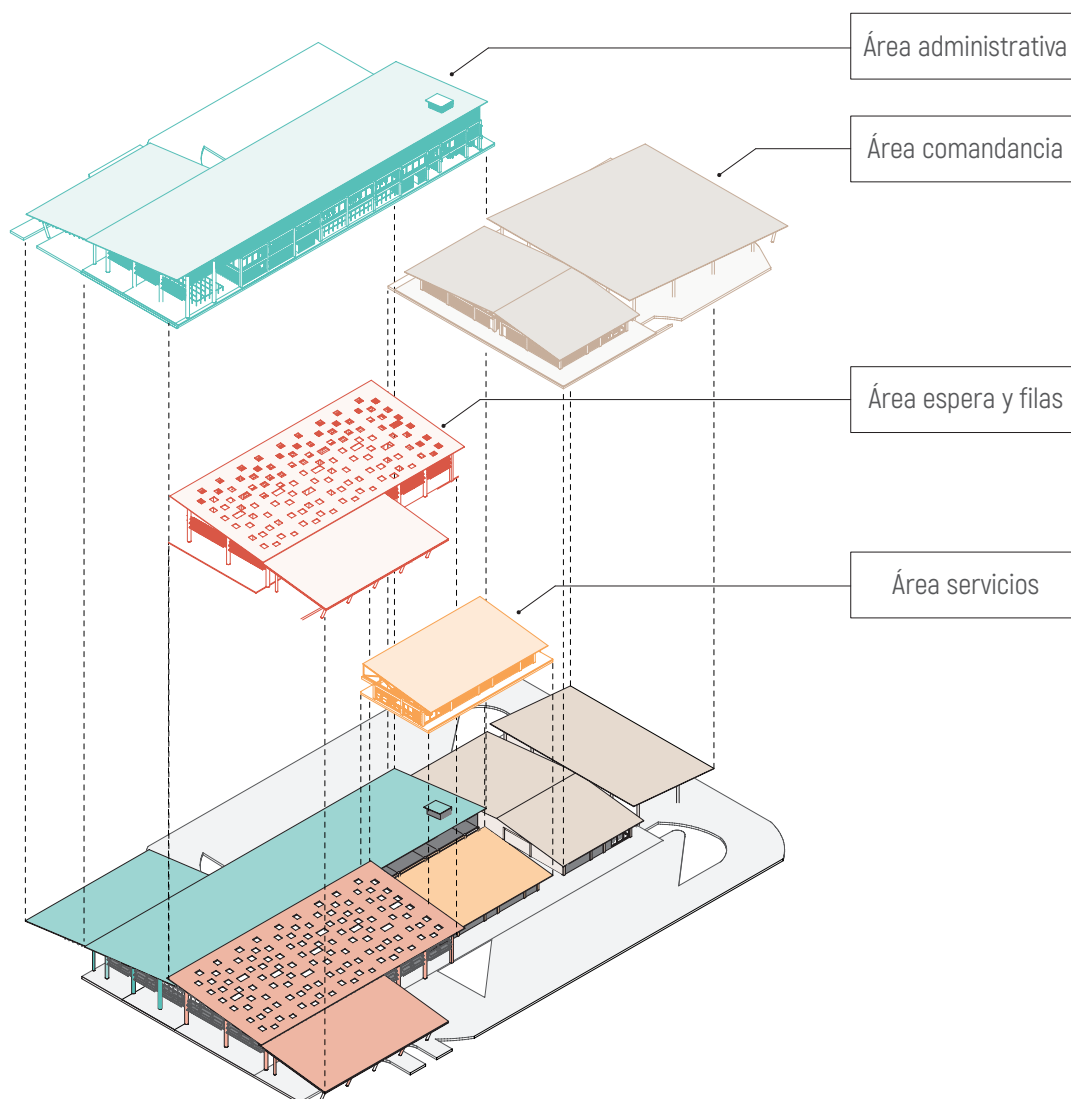 Área administrativa
Área comandancia
Área espera y filas
Área servicios